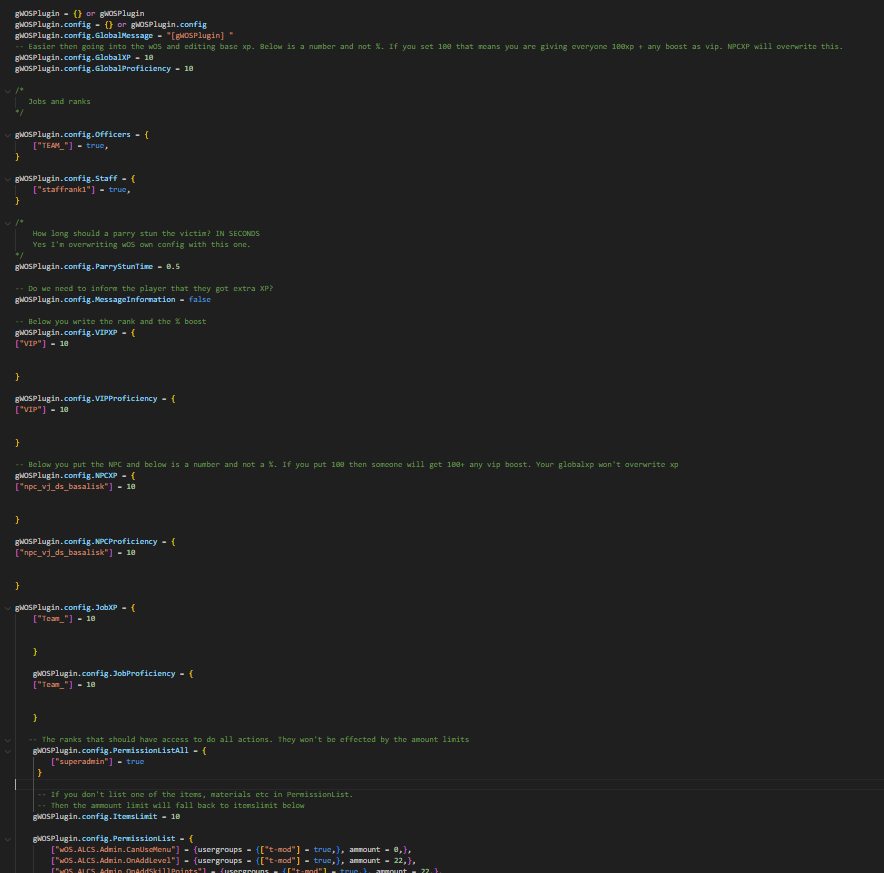 gWOSPlugin = {} or gWOSPlugin
gWOSPlugin.config = {} or gWOSPlugin.config
gWOSPlugin.config.GlobalMessage = "[gWOSPlugin] "
-- Easier then going into the wOS and editing base xp. Below is a number and not %. If you set 100 that means you are giving everyone 100xp + any boost as vip. NPCXP will overwrite this.
gWOSPlugin.config.GlobalXP = 10
gWOSPlugin.config.GlobalProficiency = 10
/*
Jobs and ranks
*/
gWOSPlugin.config.Officers = {
["TEAM_"] = true,
}
gWOSPlugin.config.Staff = {
["staffrank1"] = true,
}
/*
How long should a parry stun the victim? IN SECONDS
Yes I'm overwriting wOS own config with this one.
*/
gWOSPlugin.config.ParryStunTime = 0.5
-- Do we need to inform the player that they got extra XP?
gWOSPlugin.config.MessageInformation = false
-- Below you write the rank and the % boost
gWOSPlugin.config.VIPXP = {
["VIP"] = 10
}
gWOSPlugin.config.VIPProficiency = {
["VIP"] = 10
}
-- Below you put the NPC and below is a number and not a %. If you put 100 then someone will get 100+ any vip boost. Your globalxp won't overwrite xp
gWOSPlugin.config.NPCXP = {
["npc_vj_ds_basalisk"] = 10
}
gWOSPlugin.config.NPCProficiency = {
["npc_vj_ds_basalisk"] = 10
}
gWOSPlugin.config.JobXP = {
["Team_"] = 10
}
gWOSPlugin.config.JobProficiency = {
["Team_"] = 10
}
-- The ranks that should have access to do all actions. They won't be effected by the amount limits
gWOSPlugin.config.PermissionListAll = {
["superadmin"] = true
}
-- If you don't list one of the items, materials etc in PermissionList.
-- Then the ammount limit will fall back to itemslimit below
gWOSPlugin.config.ItemsLimit = 10
gWOSPlugin.config.PermissionList = {
["wOS.ALCS.Admin.CanUseMenu"] = {usergroups = {["t-mod"] = true,}, ammount = 0,},
["wOS.ALCS.Admin.OnAddLevel"] = {usergroups = {["t-mod"] = true,}, ammount = 22,},
["wOS.ALCS.Admin.OnAddSkillPoints"] = {usergroups = {["t-mod"] = true,}, ammount = 22,},